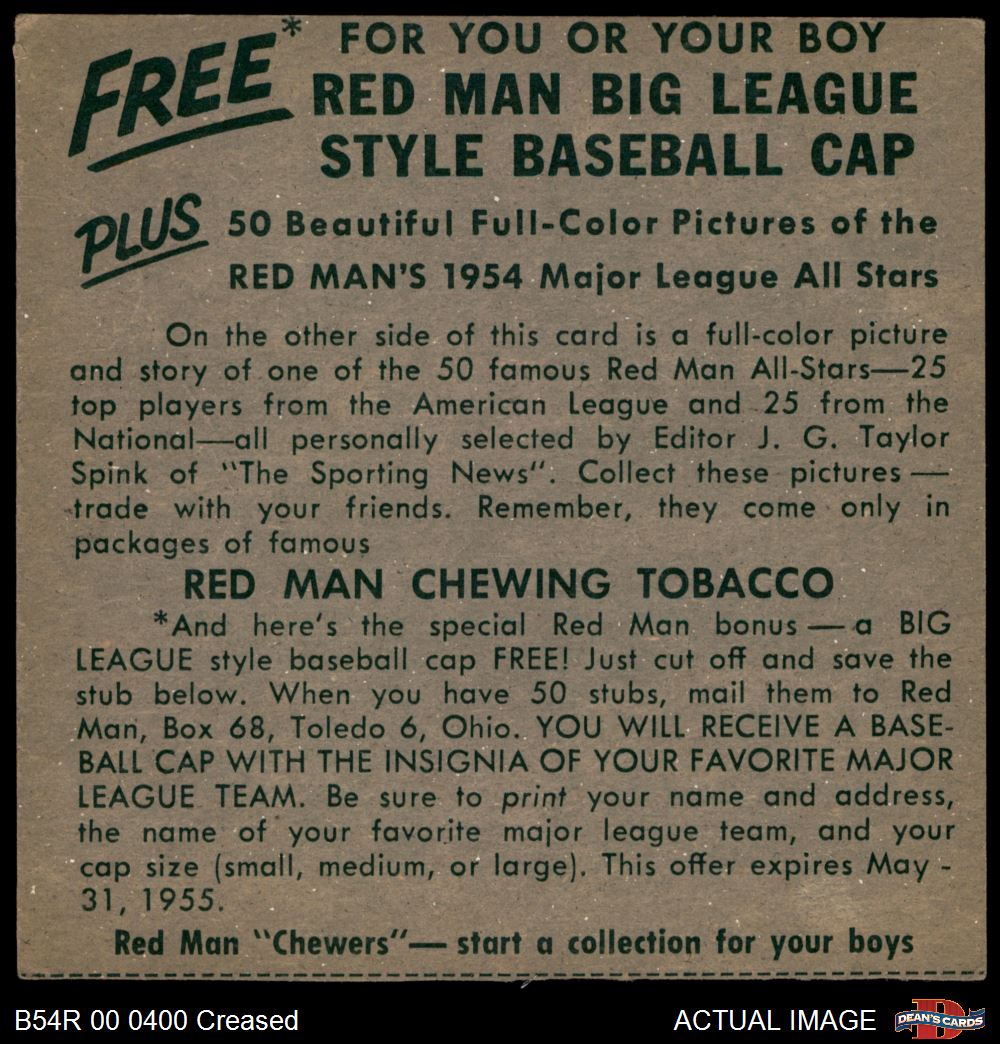 FREE* FOR YOU OR YOUR BOY
RED MAN BIG LEAGUE
STYLE BASEBALL CAP
PLUS 50 Beautiful Full-Color Pictures of the
RED MAN'S 1954 Major League All Stars
On the other side of this card is a full-color picture
and story of one of the 50 famous Red Man All-Stars—25
top players from the American League and 25 from the
National—all personally selected by Editor J. G. Taylor
Spink of "The Sporting News". Collect these pictures —
trade with your friends. Remember, they come only in
packages of famous
RED MAN CHEWING TOBACCO
*And here's the special Red Man bonus — a BIG
LEAGUE style baseball cap FREE! Just cut off and save the
stub below. When you have 50 stubs, mail them to Red
Man, Box 68, Toledo 6, Ohio. YOU WILL RECEIVE A BASE-
BALL CAP WITH THE INSIGNIA OF YOUR FAVORITE MAJOR
LEAGUE TEAM. Be sure to print your name and address,
the name of your favorite major league team, and your
cap size (small, medium, or large). This offer expires May -
31, 1955.
Red Man "Chewers"— start a collection for your boys
B54R 00 0400 Creased
ACTUAL IMAGE
DEAN'S CARDS